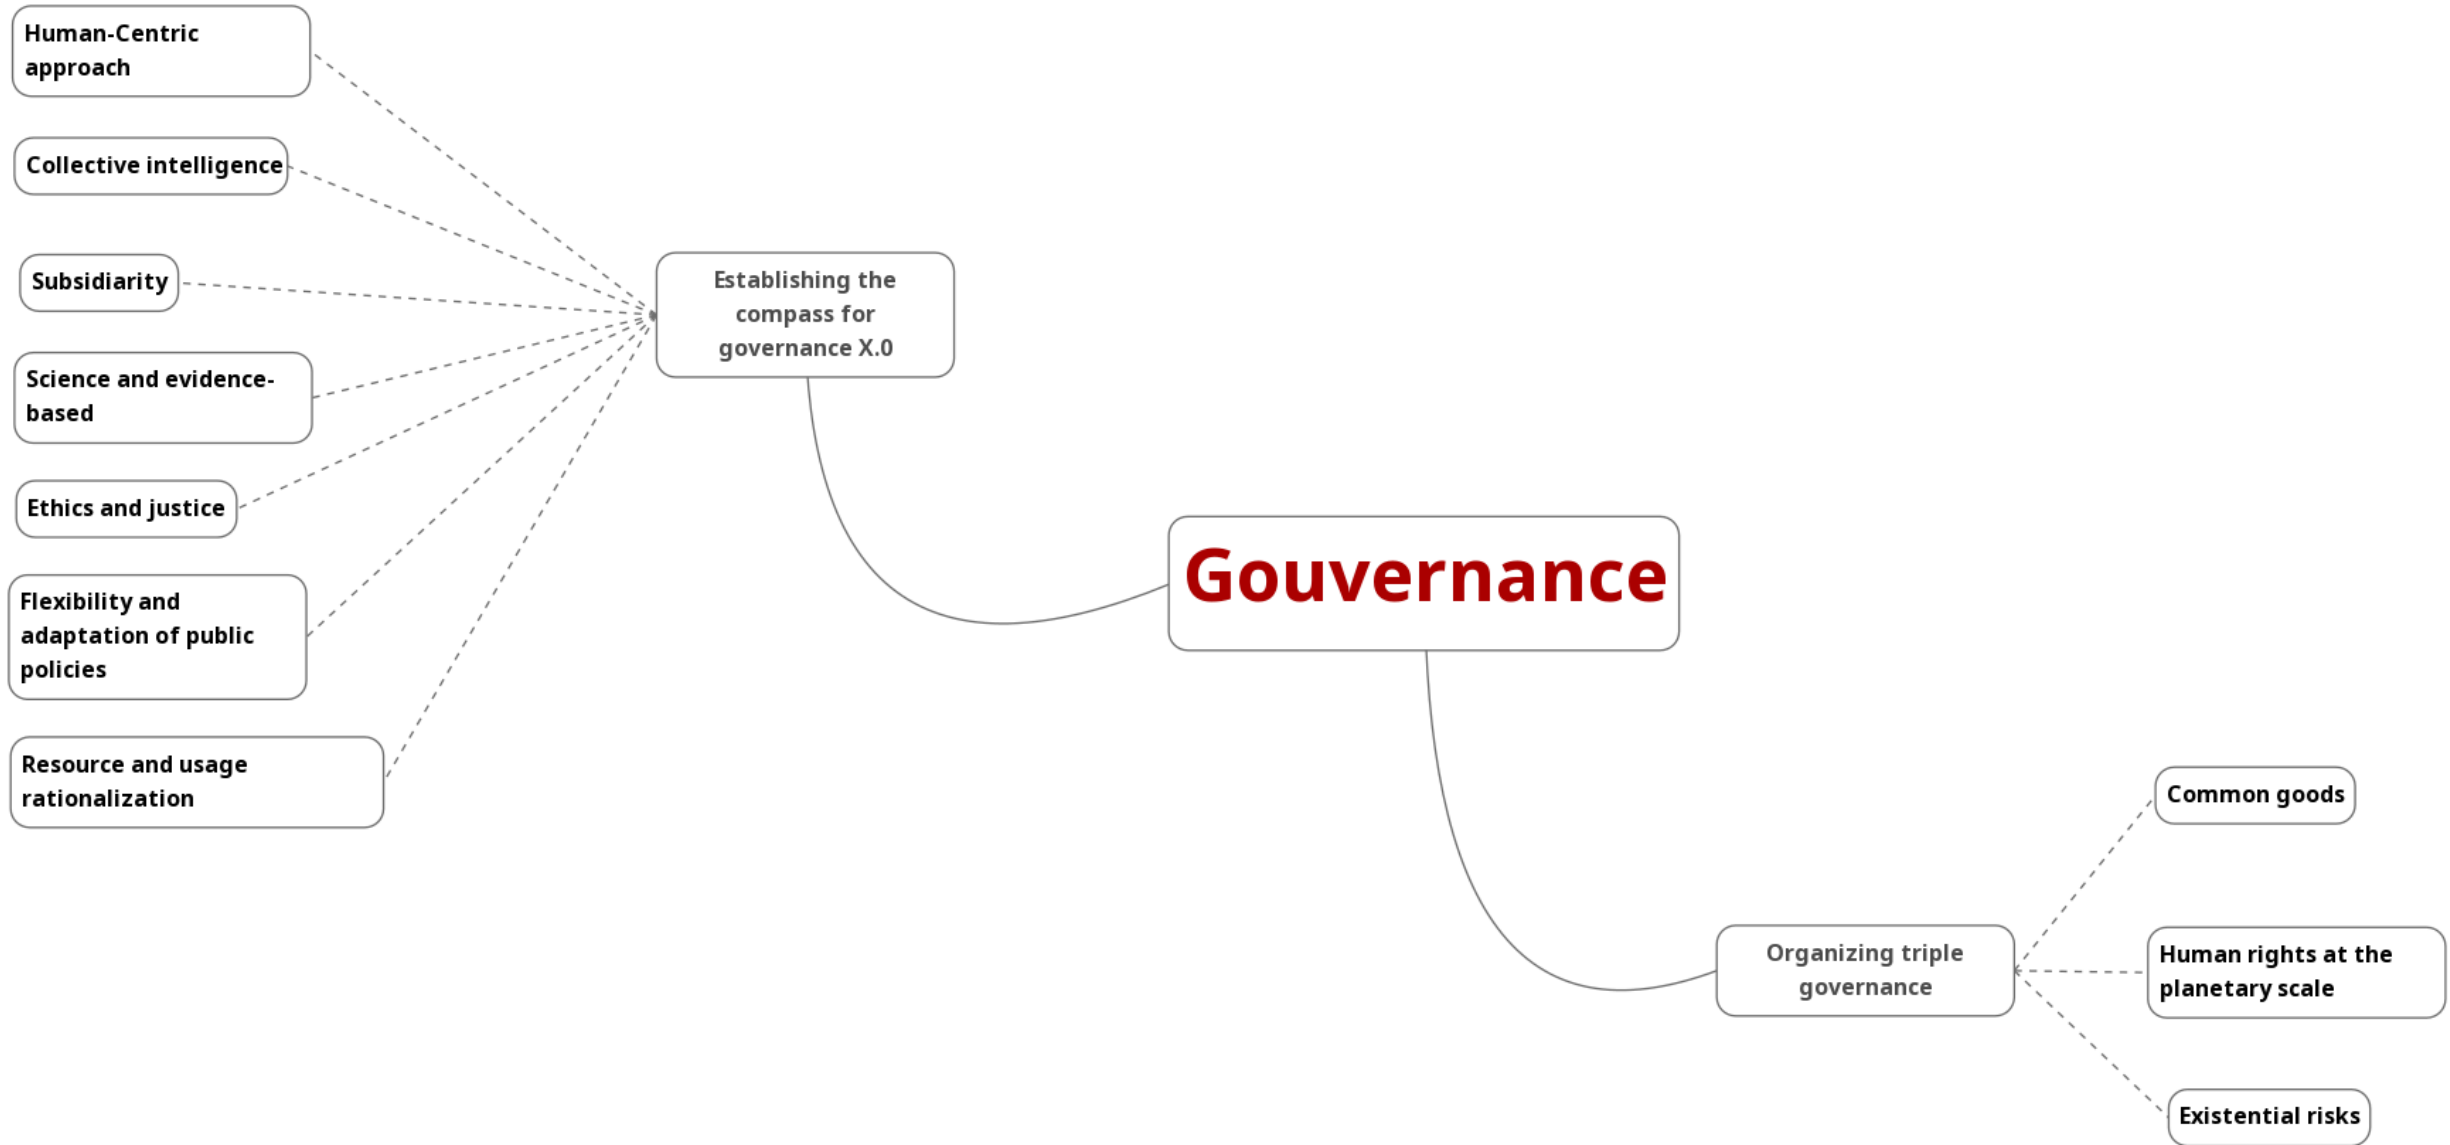 Human-Centric
approach
Collective intelligence
Subsidiarity
Science and evidence-
based
Ethics and justice
Flexibility and
adaptation of public
policies
Resource and usage
rationalization
Establishing the
compass for
governance X.0
Gouvernance
Organizing triple
governance
Common goods
Human rights at the
planetary scale
Existential risks